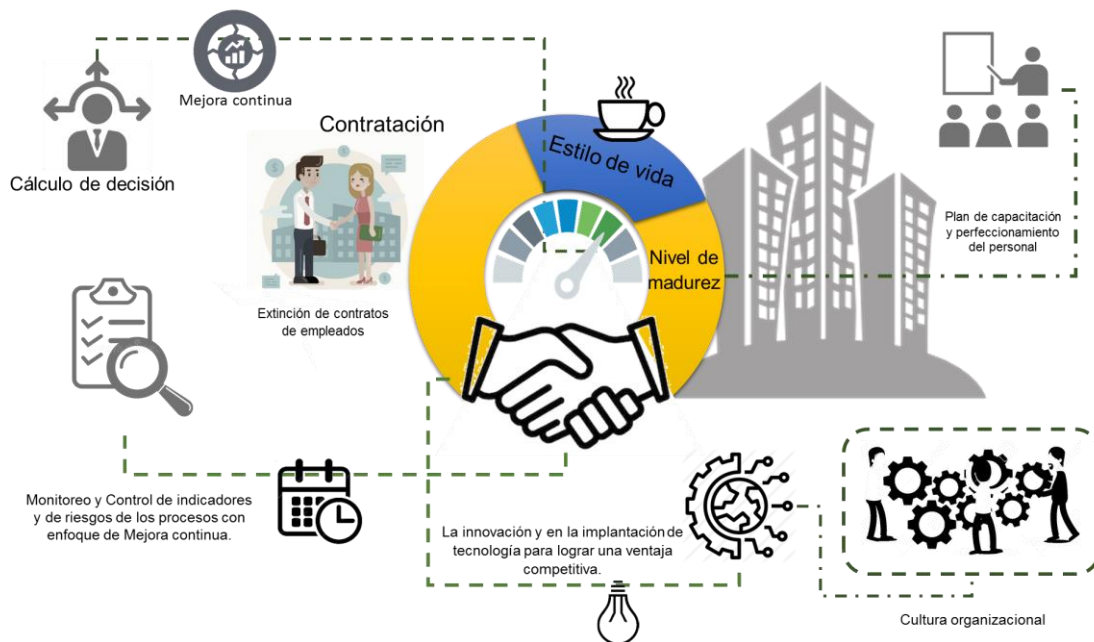 Mejora continua
Contratación
Cálculo de decisión
Estilo de vida
Nivel de
madurez
Plan de capacitación
y perfeccionamiento
del personal
Extinción de contratos
de empleados
Monitoreo y Control de indicadores
y de riesgos de los procesos con
enfoque de Mejora continua.
La innovación y en la implantación de
tecnología para lograr una ventaja
competitiva.
Cultura organizacional